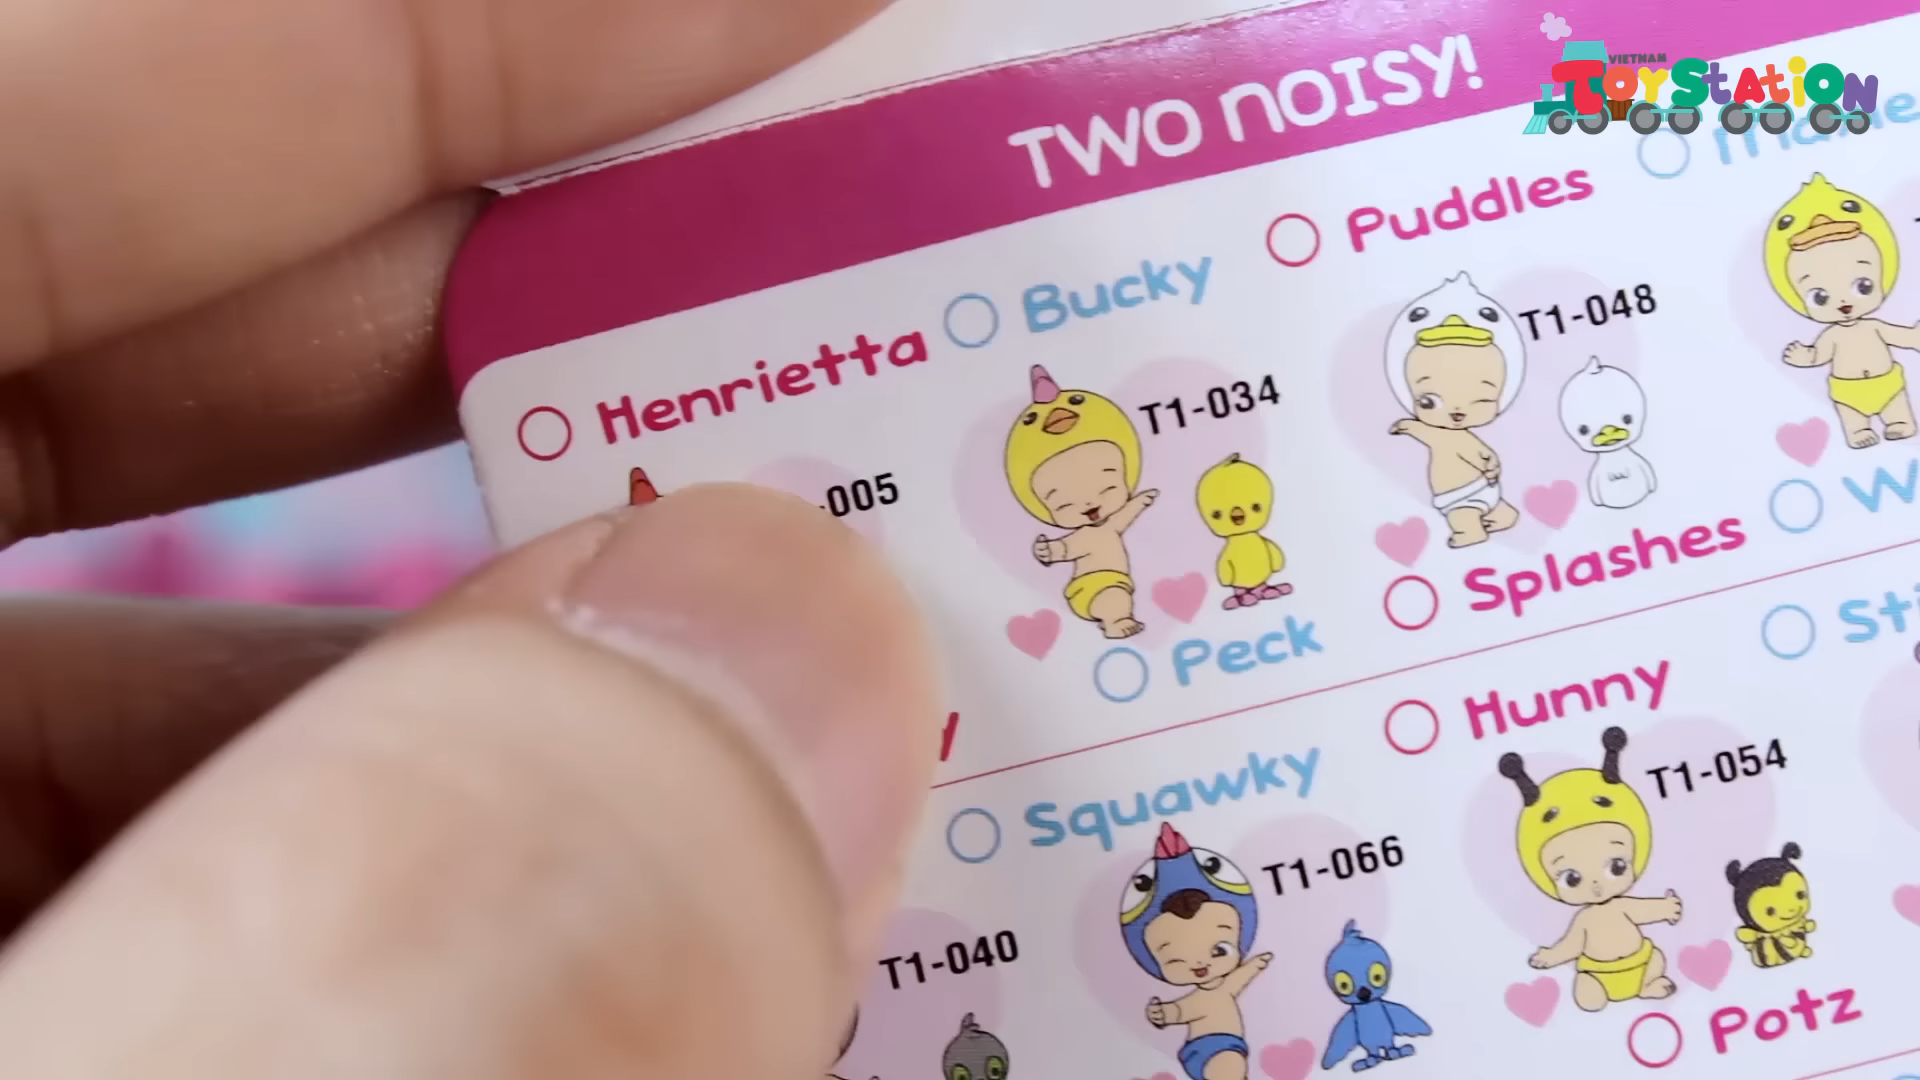 VIETNAM
TOYSTATION
TWO NOISY!
Henrietta
-005
Bucky
T1-034
Peck
Puddles
T1-048
Splashes
T1-040
Squawky
T1-066
Hunny
T1-054
Potz